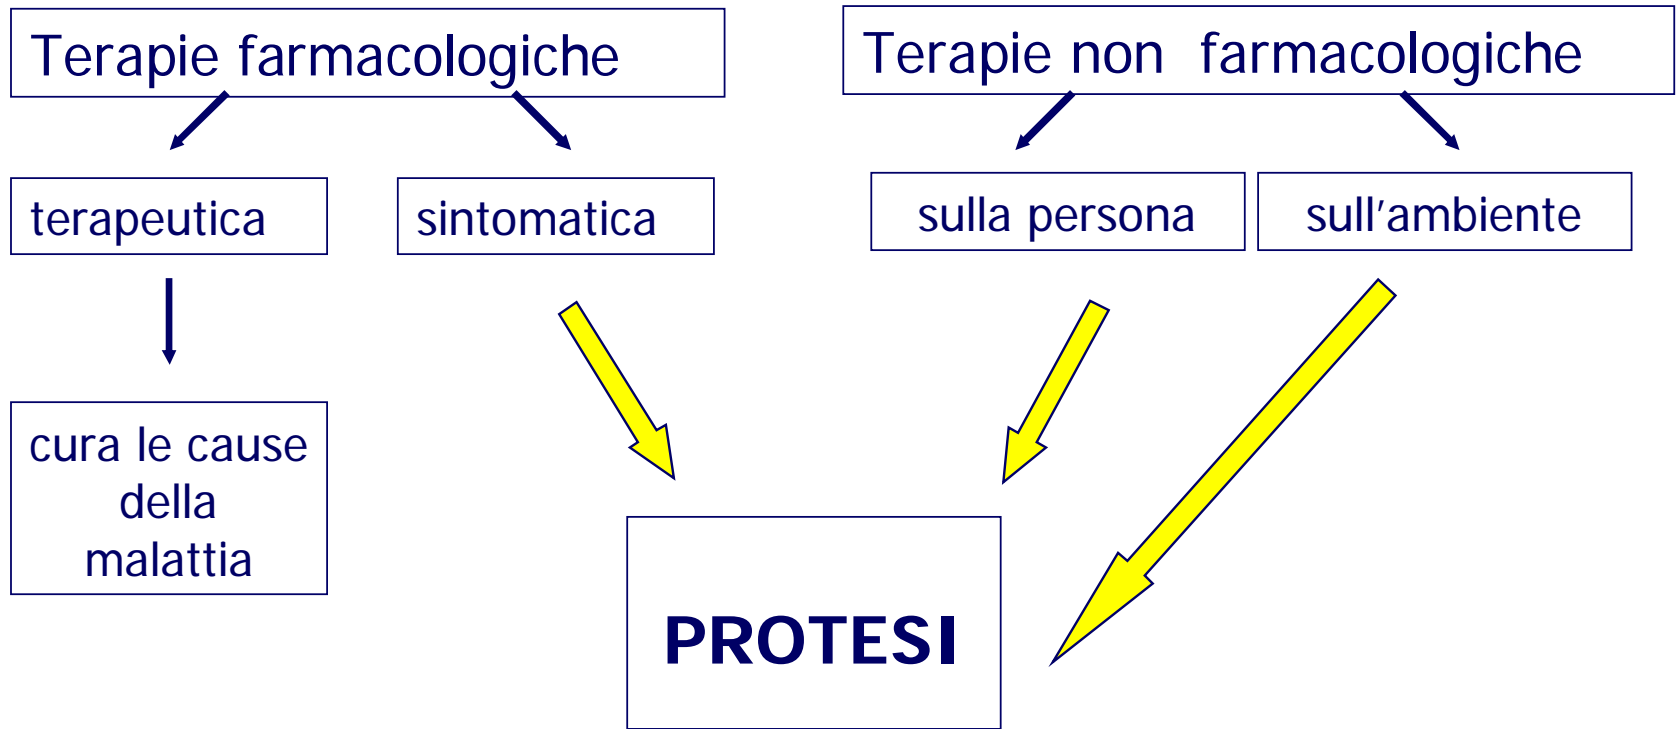 Terapie farmacologiche
Terapie non farmacologiche
terapeutica
sintomatica
sulla persona
sull'ambiente
cura le cause
della
malattia
PROTESI